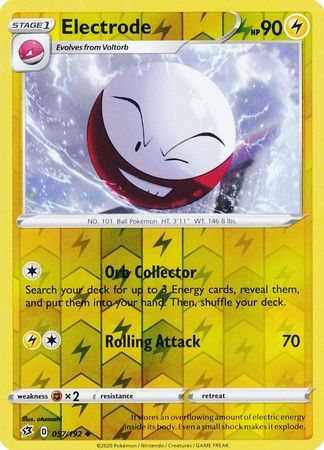 STAGE 1 Electrode HP 90
Evolves from Voltorb
NO. 101 Ball Pokémon HT: 3'11" WT: 146.8 lbs.
Orb Collector
Search your deck for up to 3 Energy cards, reveal them,
and put them into your hand. Then, shuffle your deck.
Rolling Attack 70
weakness ×2 resistance retreat
Illus. otumami
D 057/192
It stores an overflowing amount of electric energy
inside its body. Even a small shock makes it explode.
©2020 Pokémon / Nintendo / Creatures / GAME FREAK